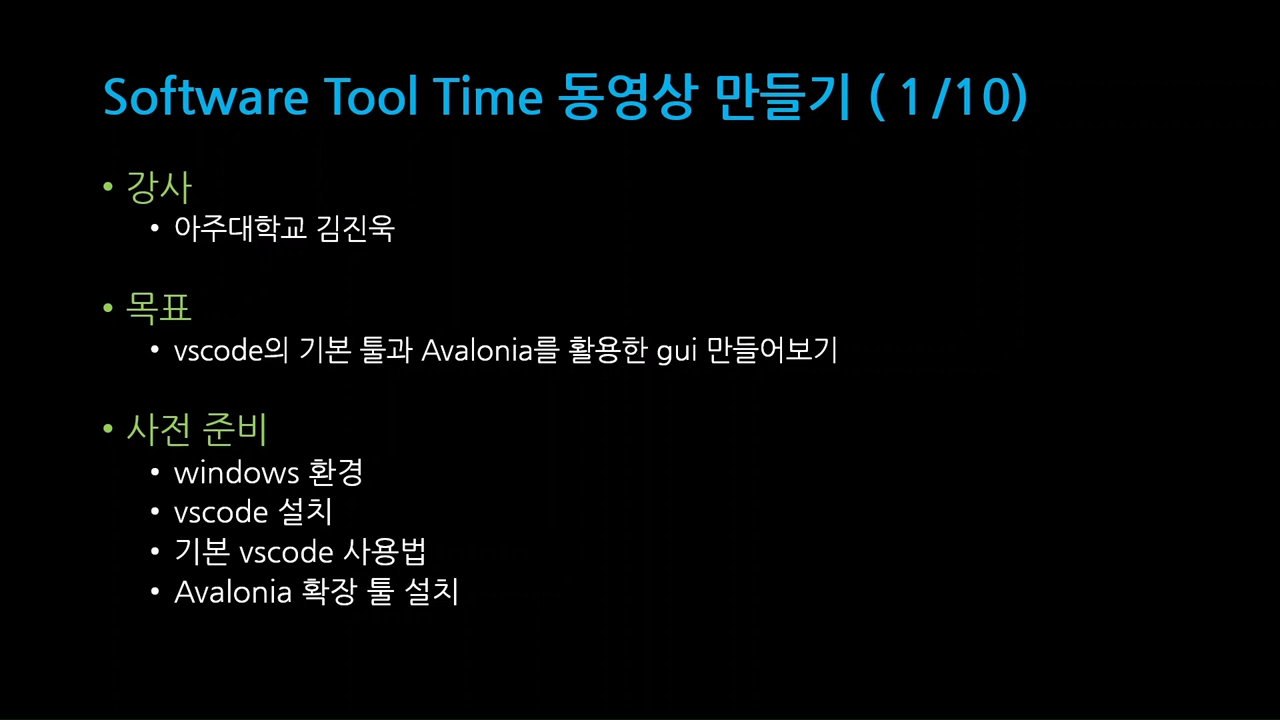 Software Tool Time 동영상 만들기 ( 1/10)
• 강사
• 아주대학교 김진욱
• 목표
• vscode의 기본 툴과 Avalonia를 활용한 gui 만들어보기
• 사전 준비
• windows 환경
• vscode 설치
• 기본 vscode 사용법
• Avalonia 확장 툴 설치